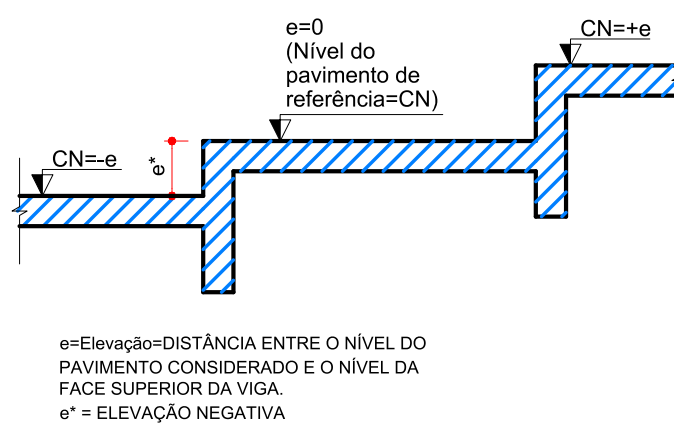 e=0
(Nível do
pavimento de
referência=CN)
CN=+e
CN=-e
e*
e=Elevação=DISTÂNCIA ENTRE O NÍVEL DO
PAVIMENTO CONSIDERADO E O NÍVEL DA
FACE SUPERIOR DA VIGA.
e* = ELEVAÇÃO NEGATIVA